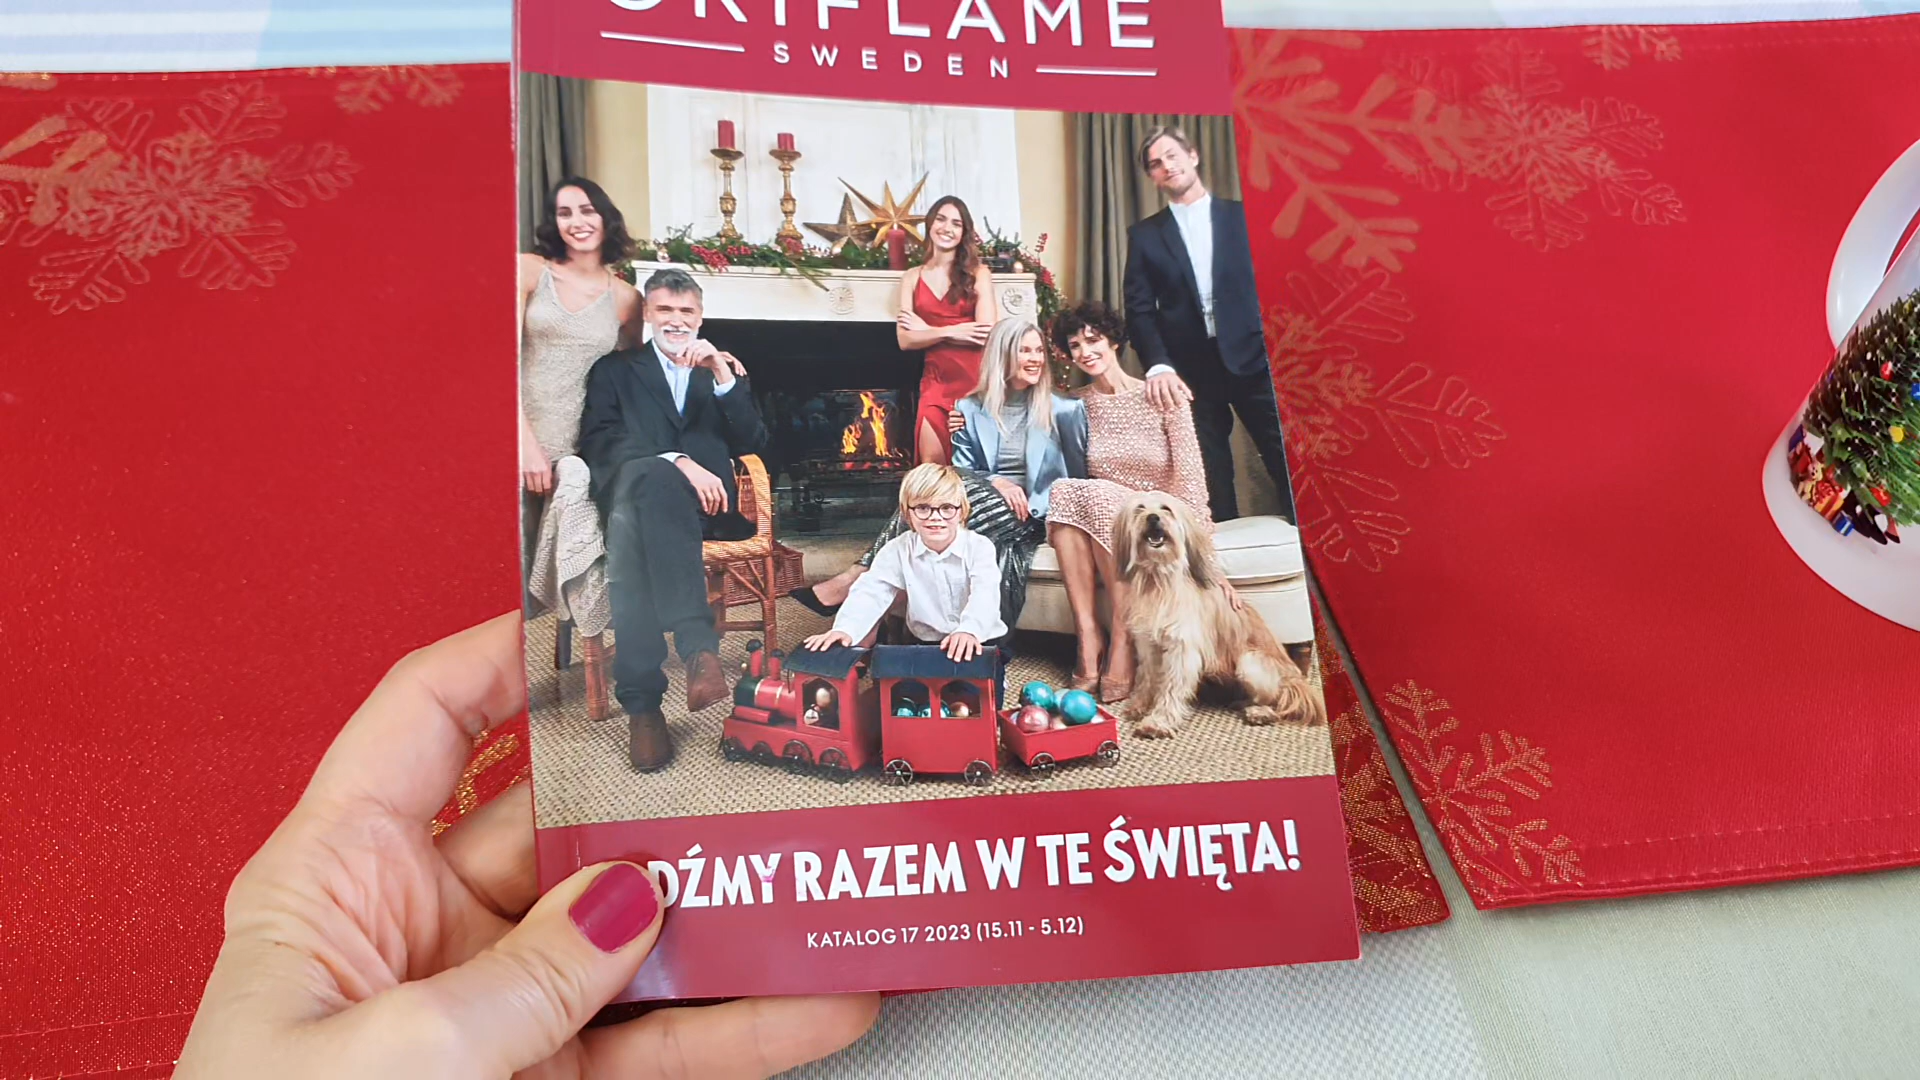 ORIFLAME
SWEDEN
DŹMY RAZEM W TE ŚWIĘTA!
KATALOG 17 2023 (15.11 - 5.12)